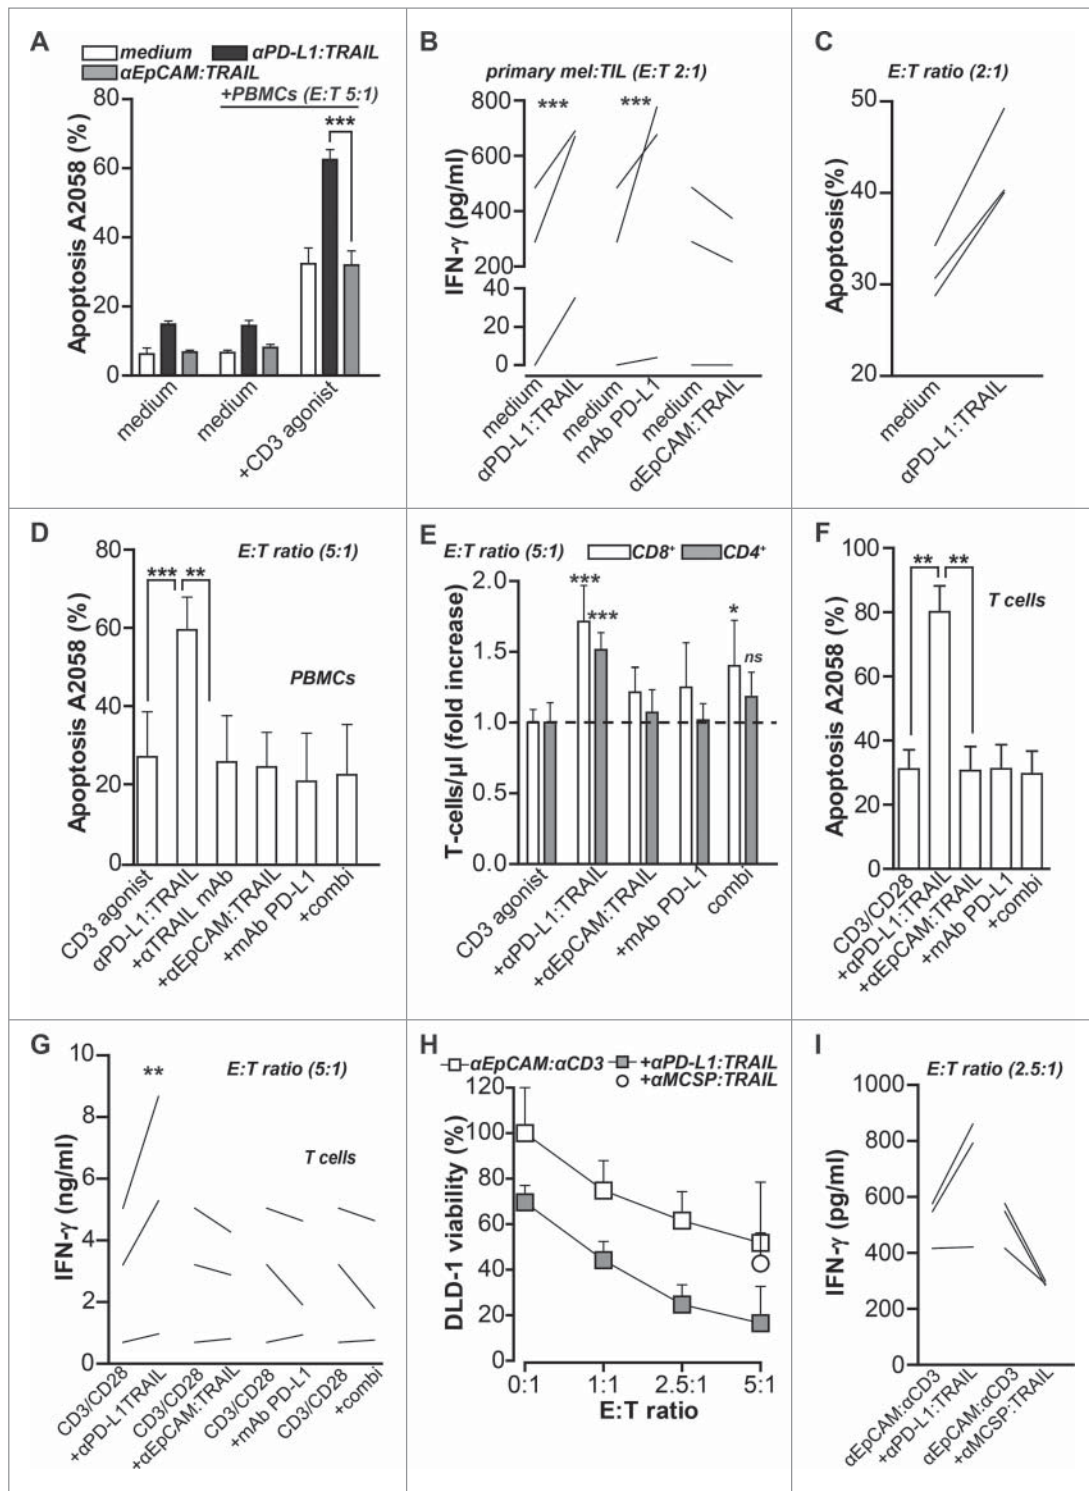 A
medium αPD-L1:TRAIL
αEpCAM:TRAIL
+PBMCs (E:T 5:1)
***
Apoptosis A2058 (%)
80
60
40
20
0
medium
medium
+CD3 agonist
B
primary mel:TIL (E:T 2:1)
*** ***
IFN-γ (pg/ml)
800
600
400
200
40
20
0
medium
αPD-L1:TRAIL
medium
mAb PD-L1
medium
αEpCAM:TRAIL
C
E:T ratio (2:1)
Apoptosis(%)
50
40
30
20
medium
αPD-L1:TRAIL
D
E:T ratio (5:1)
*** **
PBMCs
Apoptosis A2058 (%)
80
60
40
20
0
CD3 agonist
αPD-L1:TRAIL
+αTRAIL mAb
+αEpCAM:TRAIL
+mAb PD-L1
+combi
E
E:T ratio (5:1) CD8+ CD4+
***
***
*
ns
T-cells/µl (fold increase)
2.0
1.5
1.0
0.5
0.0
CD3 agonist
+αPD-L1:TRAIL
+αEpCAM:TRAIL
+mAb PD-L1
combi
F
** **
T cells
Apoptosis A2058 (%)
100
80
60
40
20
0
CD3/CD28
+αPD-L1:TRAIL
+αEpCAM:TRAIL
+mAb PD-L1
+combi
G
E:T ratio (5:1)
**
T cells
IFN-γ (ng/ml)
10
8
6
4
2
0
CD3/CD28
+αPD-L1TRAIL
CD3/CD28
+αEpCAM:TRAIL
CD3/CD28
+mAb PD-L1
CD3/CD28
+combi
H
αEpCAM:αCD3 +αPD-L1:TRAIL
+αMCSP:TRAIL
DLD-1 viability (%)
120
100
80
60
40
20
0
0:1 1:1 2.5:1 5:1
E:T ratio
I
E:T ratio (2.5:1)
IFN-γ (pg/ml)
1000
800
600
400
200
0
αEpCAM:αCD3
+αPD-L1:TRAIL
αEpCAM:αCD3
+αMCSP:TRAIL